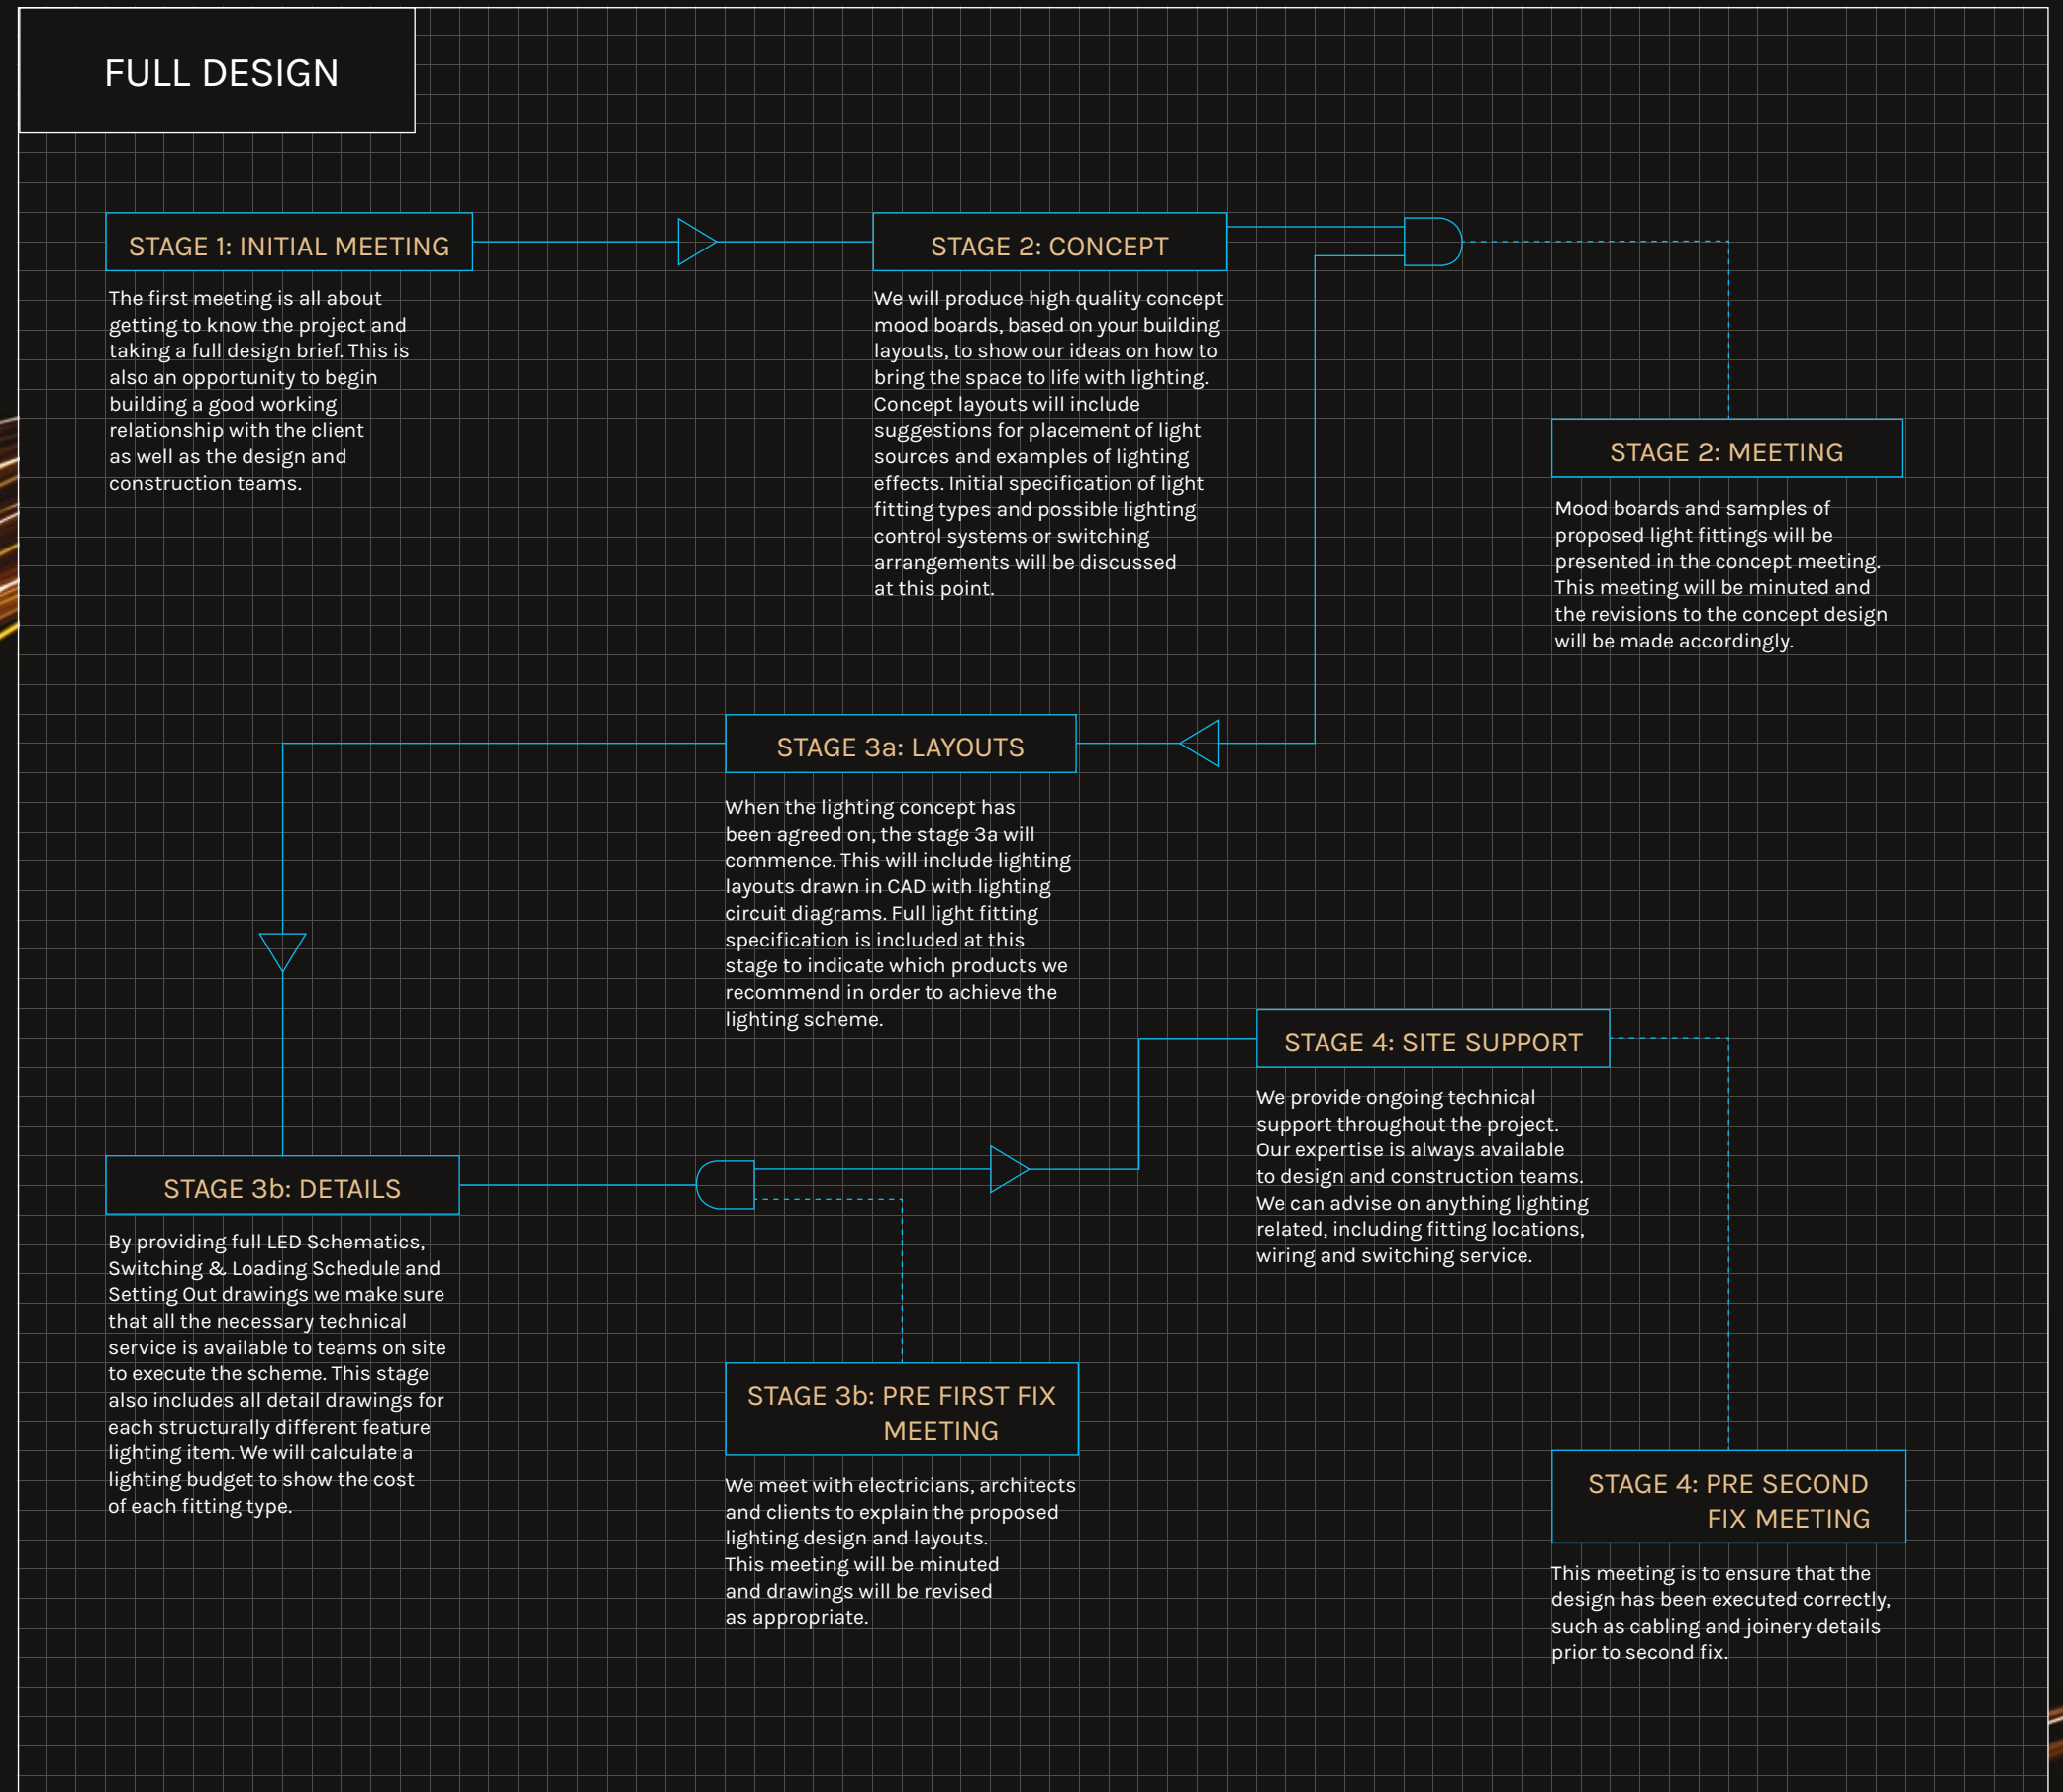 FULL DESIGN
STAGE 1: INITIAL MEETING
The first meeting is all about
getting to know the project and
taking a full design brief. This is
also an opportunity to begin
building a good working
relationship with the client
as well as the design and
construction teams.
STAGE 2: CONCEPT
We will produce high quality concept
mood boards, based on your building
layouts, to show our ideas on how to
bring the space to life with lighting.
Concept layouts will include
suggestions for placement of light
sources and examples of lighting
effects. Initial specification of light
fitting types and possible lighting
control systems or switching
arrangements will be discussed
at this point.
STAGE 2: MEETING
Mood boards and samples of
proposed light fittings will be
presented in the concept meeting.
This meeting will be minuted and
the revisions to the concept design
will be made accordingly.
STAGE 3a: LAYOUTS
When the lighting concept has
been agreed on, the stage 3a will
commence. This will include lighting
layouts drawn in CAD with lighting
circuit diagrams. Full light fitting
specification is included at this
stage to indicate which products we
recommend in order to achieve the
lighting scheme.
STAGE 3b: DETAILS
By providing full LED Schematics,
Switching & Loading Schedule and
Setting Out drawings we make sure
that all the necessary technical
service is available to teams on site
to execute the scheme. This stage
also includes all detail drawings for
each structurally different feature
lighting item. We will calculate a
lighting budget to show the cost
of each fitting type.
STAGE 3b: PRE FIRST FIX
MEETING
We meet with electricians, architects
and clients to explain the proposed
lighting design and layouts.
This meeting will be minuted
and drawings will be revised
as appropriate.
STAGE 4: SITE SUPPORT
We provide ongoing technical
support throughout the project.
Our expertise is always available
to design and construction teams.
We can advise on anything lighting
related, including fitting locations,
wiring and switching service.
STAGE 4: PRE SECOND
FIX MEETING
This meeting is to ensure that the
design has been executed correctly,
such as cabling and joinery details
prior to second fix.